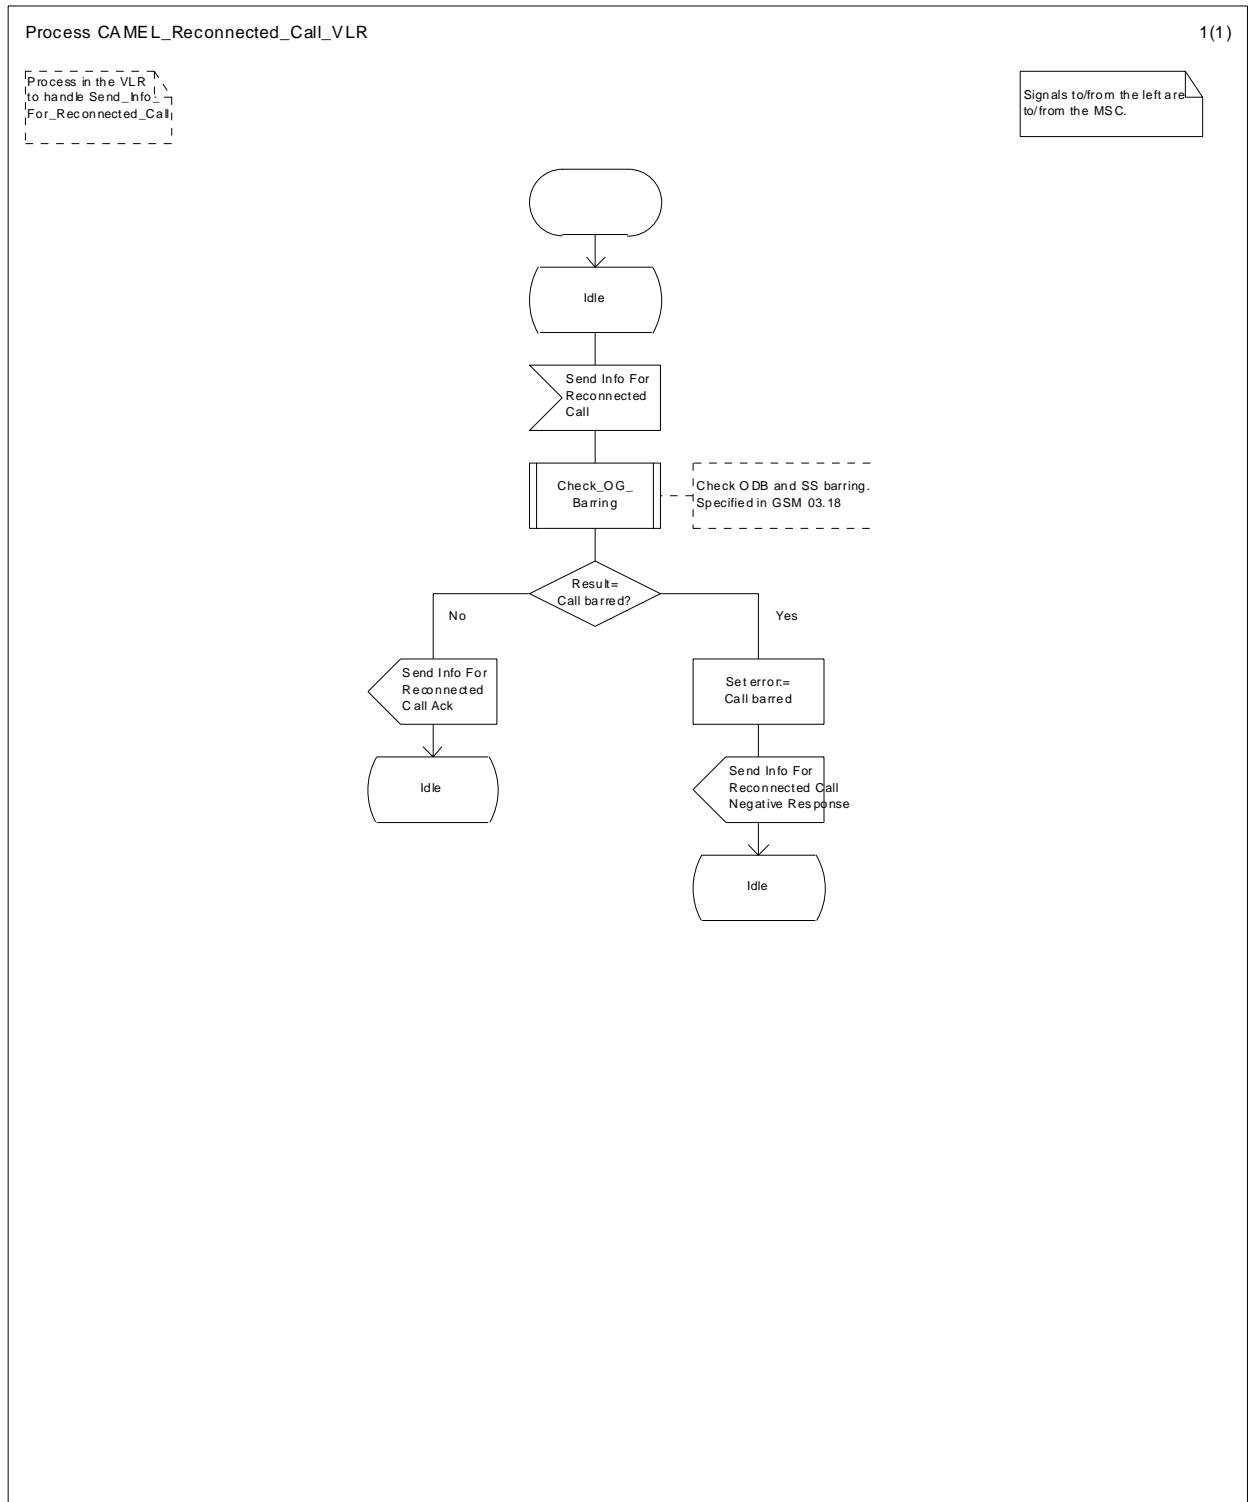 Process CAMEL_Reconnected_Call_VLR
1(1)
Process in the VLR
to handle Send_Info_
For_Reconnected_Call
Signals to/from the left are
to/from the MSC.
Idle
Send Info For
Reconnected
Call
Check_OG_
Barring
Check ODB and SS barring.
Specified in GSM 03.18
Result=
Call barred?
No
Yes
Send Info For
Reconnected
Call Ack
Set error:=
Call barred
Idle
Send Info For
Reconnected Call
Negative Response
Idle